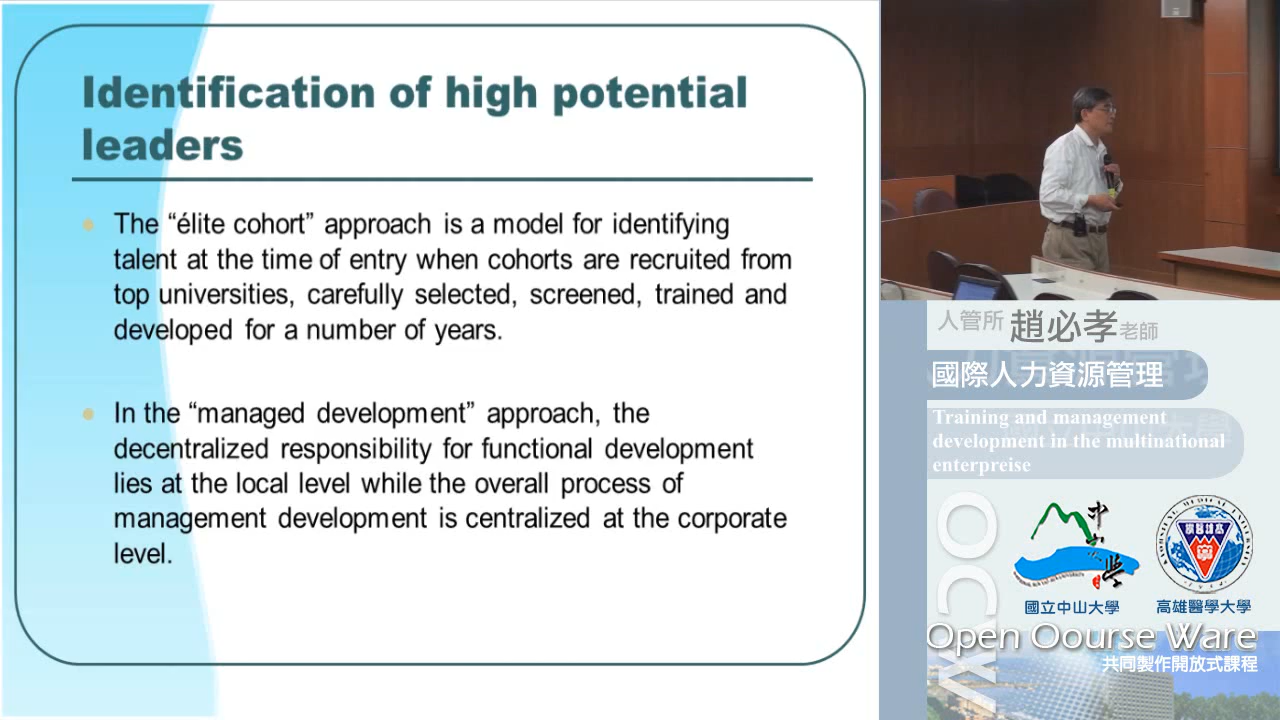 Identification of high potential
leaders
The “élite cohort” approach is a model for identifying
talent at the time of entry when cohorts are recruited from
top universities, carefully selected, screened, trained and
developed for a number of years.
In the “managed development” approach, the
decentralized responsibility for functional development
lies at the local level while the overall process of
management development is centralized at the corporate
level.
人管所 趙必孝老師
國際人力資源管理
Training and management
development in the multinational
enterpreise
OCW
中山大學
國立中山大學
高雄醫學大學
Open Oourse Ware
共同製作開放式課程